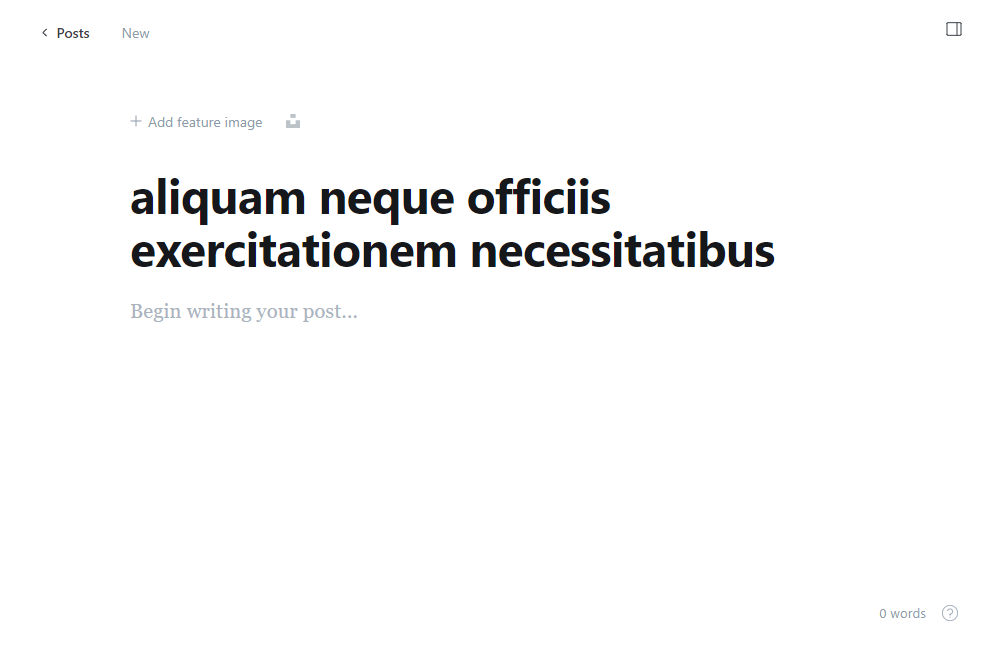 Posts New
Add feature image
aliquam neque officiis
exercitationem necessitatibus
Begin writing your post...
0 words